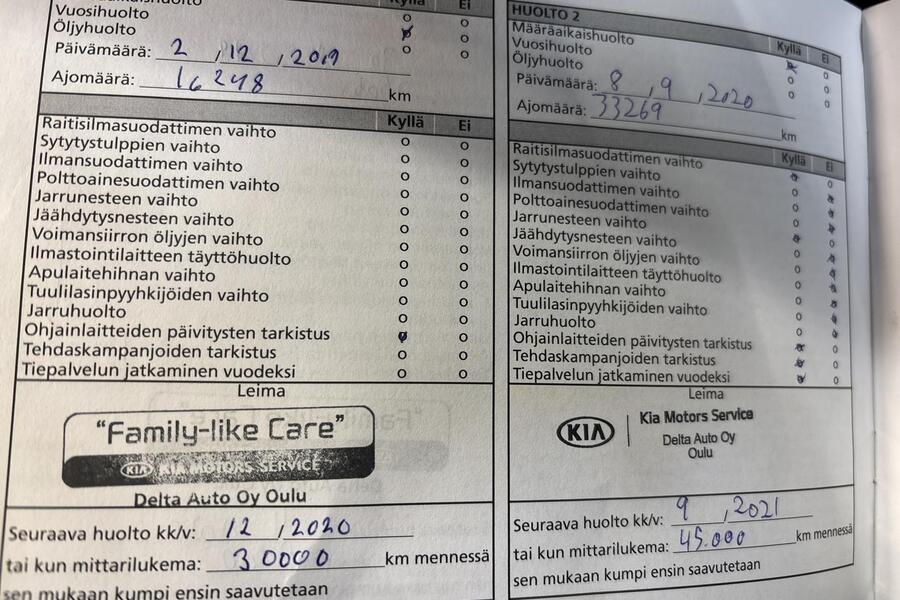 Kyllä Ei
Vuosihuolto o o
Öljyhuolto o o
Päivämäärä: 2 , 12 , 2019
Ajomäärä: 16248 km
Kyllä Ei
Raitisilmasuodattimen vaihto o o
Sytytystulppien vaihto o o
Ilmansuodattimen vaihto o o
Polttoainesuodattimen vaihto o o
Jarrunesteen vaihto o o
Jäähdytysnesteen vaihto o o
Voimansiirron öljyjen vaihto o o
Ilmastointilaitteen täyttöhuolto o o
Apulaitehihnan vaihto o o
Tuulilasinpyyhkijöiden vaihto o o
Jarruhuolto o o
Ohjainlaitteiden päivitysten tarkistus o o
Tehdaskampanjoiden tarkistus o o
Tiepalvelun jatkaminen vuodeksi o o
Leima
"Family-like Care"
KIA KIA MOTORS SERVICE
Delta Auto Oy Oulu
Seuraava huolto kk/v: 12 , 2020
tai kun mittarilukema: 30000 km mennessä
sen mukaan kumpi ensin saavutetaan
HUOLTO 2
Kyllä Ei
Määräaikaishuolto o o
Vuosihuolto o o
Öljyhuolto o o
Päivämäärä: 8 , 9 , 2020
Ajomäärä: 33269 km
Kyllä Ei
Raitisilmasuodattimen vaihto o o
Sytytystulppien vaihto o o
Ilmansuodattimen vaihto o o
Polttoainesuodattimen vaihto o o
Jarrunesteen vaihto o o
Jäähdytysnesteen vaihto o o
Voimansiirron öljyjen vaihto o o
Ilmastointilaitteen täyttöhuolto o o
Apulaitehihnan vaihto o o
Tuulilasinpyyhkijöiden vaihto o o
Jarruhuolto o o
Ohjainlaitteiden päivitysten tarkistus o o
Tehdaskampanjoiden tarkistus o o
Tiepalvelun jatkaminen vuodeksi o o
Leima
KIA Kia Motors Service
Delta Auto Oy
Oulu
Seuraava huolto kk/v: 9 , 2021
tai kun mittarilukema: 45.000 km mennessä
sen mukaan kumpi ensin saavutetaan